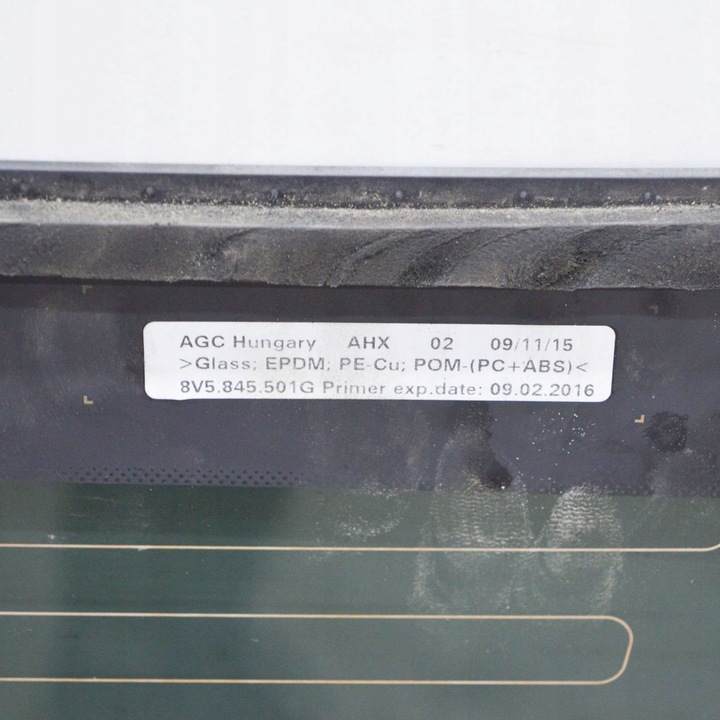 AGC Hungary AHX 02 09/11/15
>Glass; EPDM; PE-Cu; POM-(PC+ABS)<
8V5.845.501G Primer exp.date: 09.02.2016